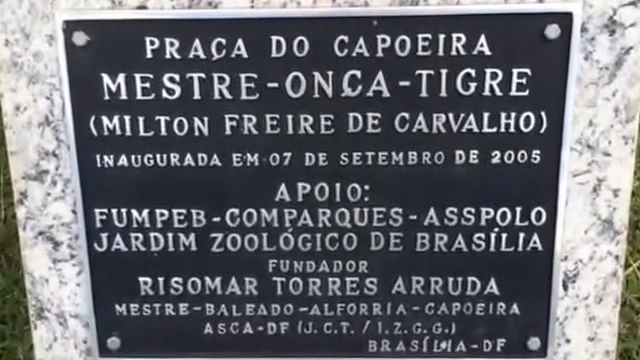 PRAÇA DO CAPOEIRA
MESTRE-ONÇA-TIGRE
(MILTON FREIRE DE CARVALHO)
INAUGURADA EM 07 DE SETEMBRO DE 2005
APOIO:
FUMPEB-COMPARQUES-ASSPOLO
JARDIM ZOOLÓGICO DE BRASÍLIA
FUNDADOR
RISOMAR TORRES ARRUDA
MESTRE-BALEADO-ALFORRIA-CAPOEIRA
ASCA-DF (J.C.T. / I.Z.G.G.)
BRASÍLIA-DF